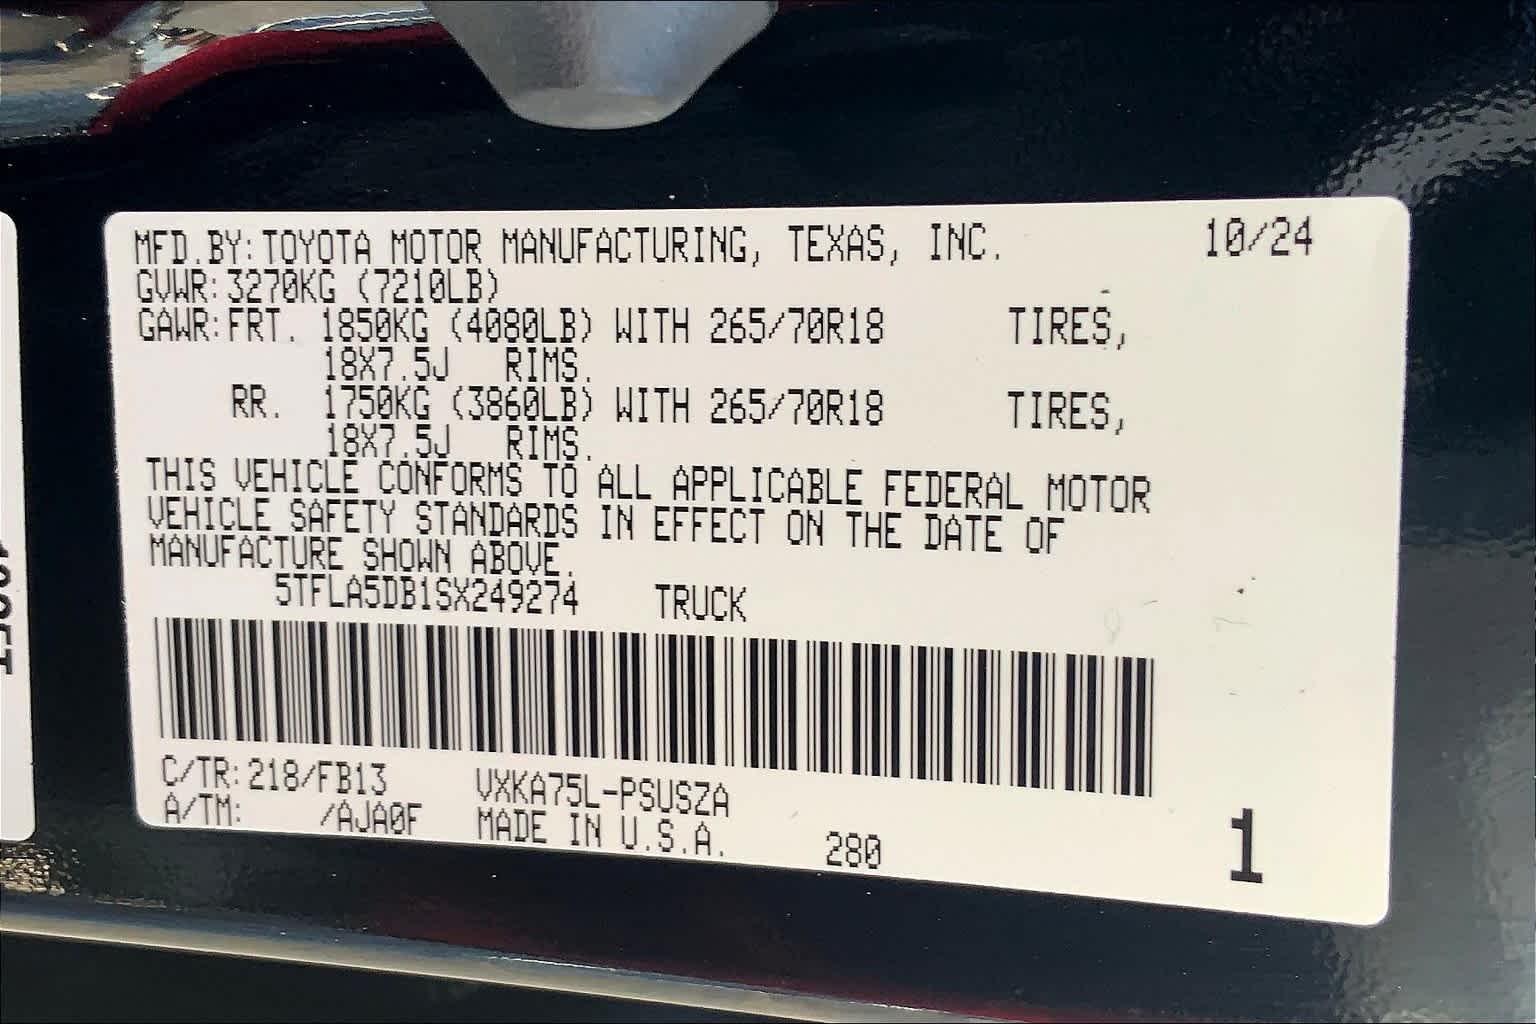 MFD.BY:TOYOTA MOTOR MANUFACTURING, TEXAS, INC. 10/24
GVWR:3270KG (7210LB)
GAWR:FRT. 1850KG (4080LB) WITH 265/70R18 TIRES,
18X7.5J RIMS.
RR. 1750KG (3860LB) WITH 265/70R18 TIRES,
18X7.5J RIMS.
THIS VEHICLE CONFORMS TO ALL APPLICABLE FEDERAL MOTOR
VEHICLE SAFETY STANDARDS IN EFFECT ON THE DATE OF
MANUFACTURE SHOWN ABOVE.
5TFLA5DB1SX249274 TRUCK
C/TR:218/FB13 VXKA75L-PSUSZA
A/TM: /AJA0F MADE IN U.S.A. 280 1